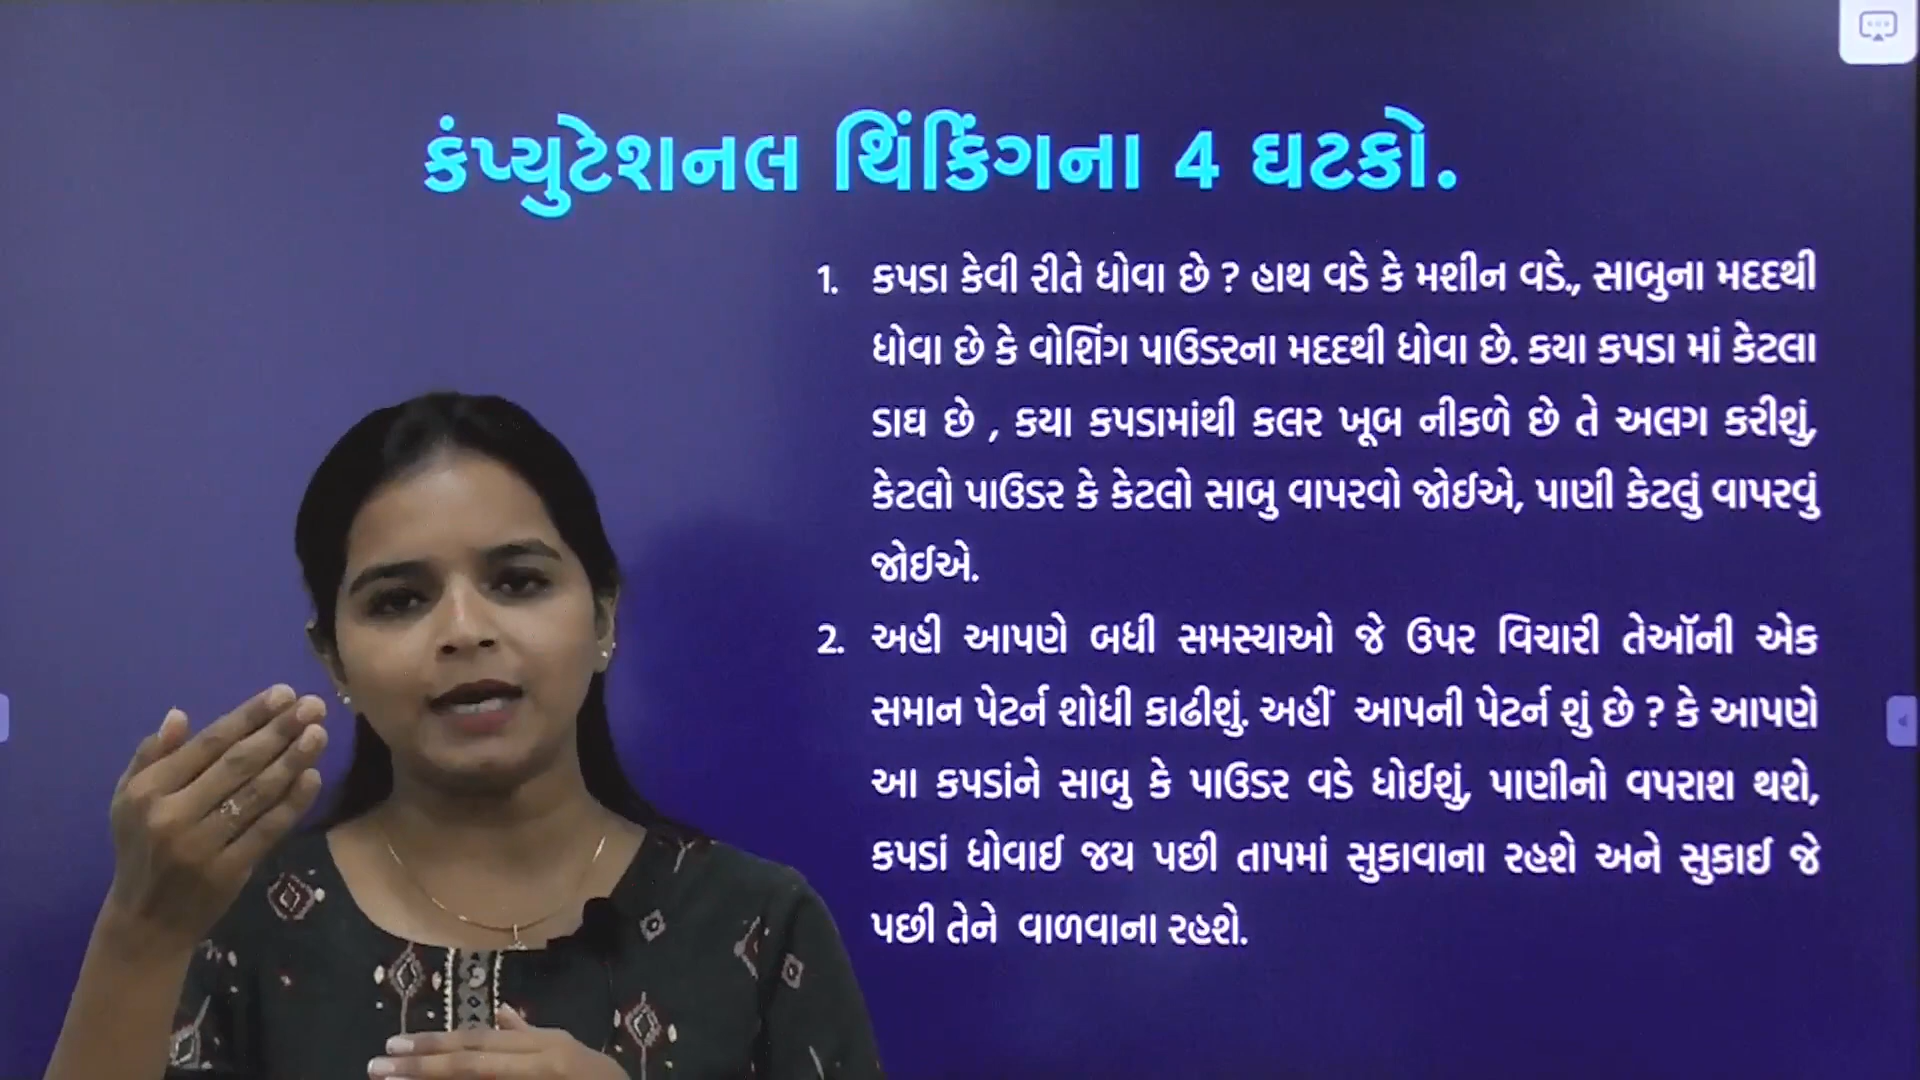 કંપ્યુટેશનલ થિંકિંગના 4 ઘટકો.
1. કપડા કેવી રીતે ધોવા છે ? હાથ વડે કે મશીન વડે., સાબુના મદદથી
ધોવા છે કે વોશિંગ પાઉડરના મદદથી ધોવા છે. કયા કપડા માં કેટલા
ડાઘ છે , કયા કપડામાંથી કલર ખૂબ નીકળે છે તે અલગ કરીશું,
કેટલો પાઉડર કે કેટલો સાબુ વાપરવો જોઈએ, પાણી કેટલું વાપરવું
જોઈએ.
2. અહી આપણે બધી સમસ્યાઓ જે ઉપર વિચારી તેઓૅની એક
સમાન પેટર્ન શોધી કાઢીશું. અહીં આપની પેટર્ન શું છે ? કે આપણે
આ કપડાંને સાબુ કે પાઉડર વડે ધોઈશું, પાણીનો વપરાશ થશે,
કપડાં ધોવાઈ જય પછી તાપમાં સુકાવાના રહશે અને સુકાઈ જે
પછી તેને વાળવાના રહશે.